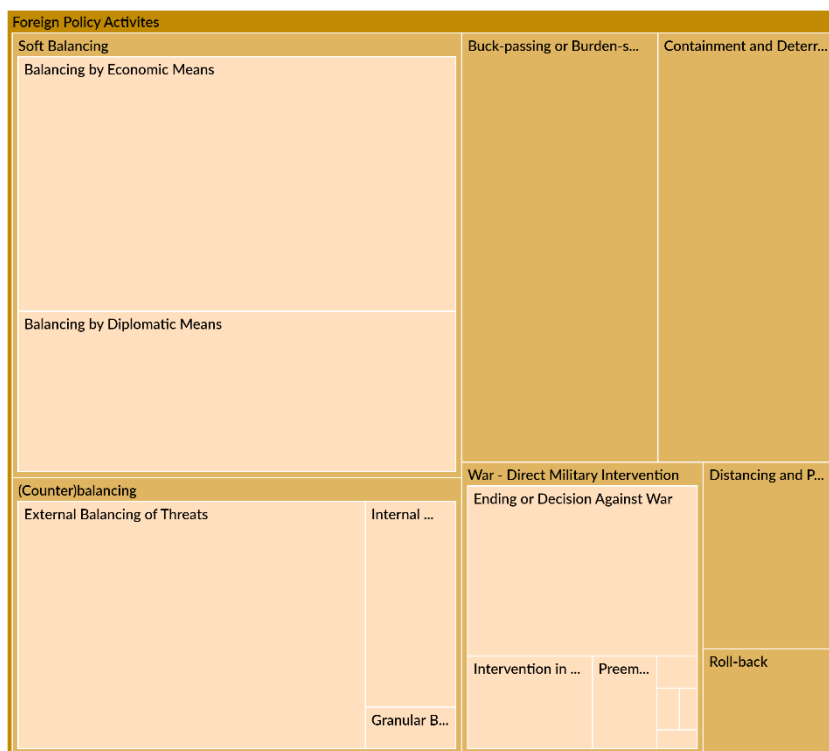 Foreign Policy Activites
Soft Balancing
Balancing by Economic Means
Balancing by Diplomatic Means
(Counter)balancing
External Balancing of Threats
Internal ...
Granular B...
Buck-passing or Burden-s...
Containment and Deterr...
War - Direct Military Intervention
Ending or Decision Against War
Intervention in ...
Preem...
Distancing and P...
Roll-back